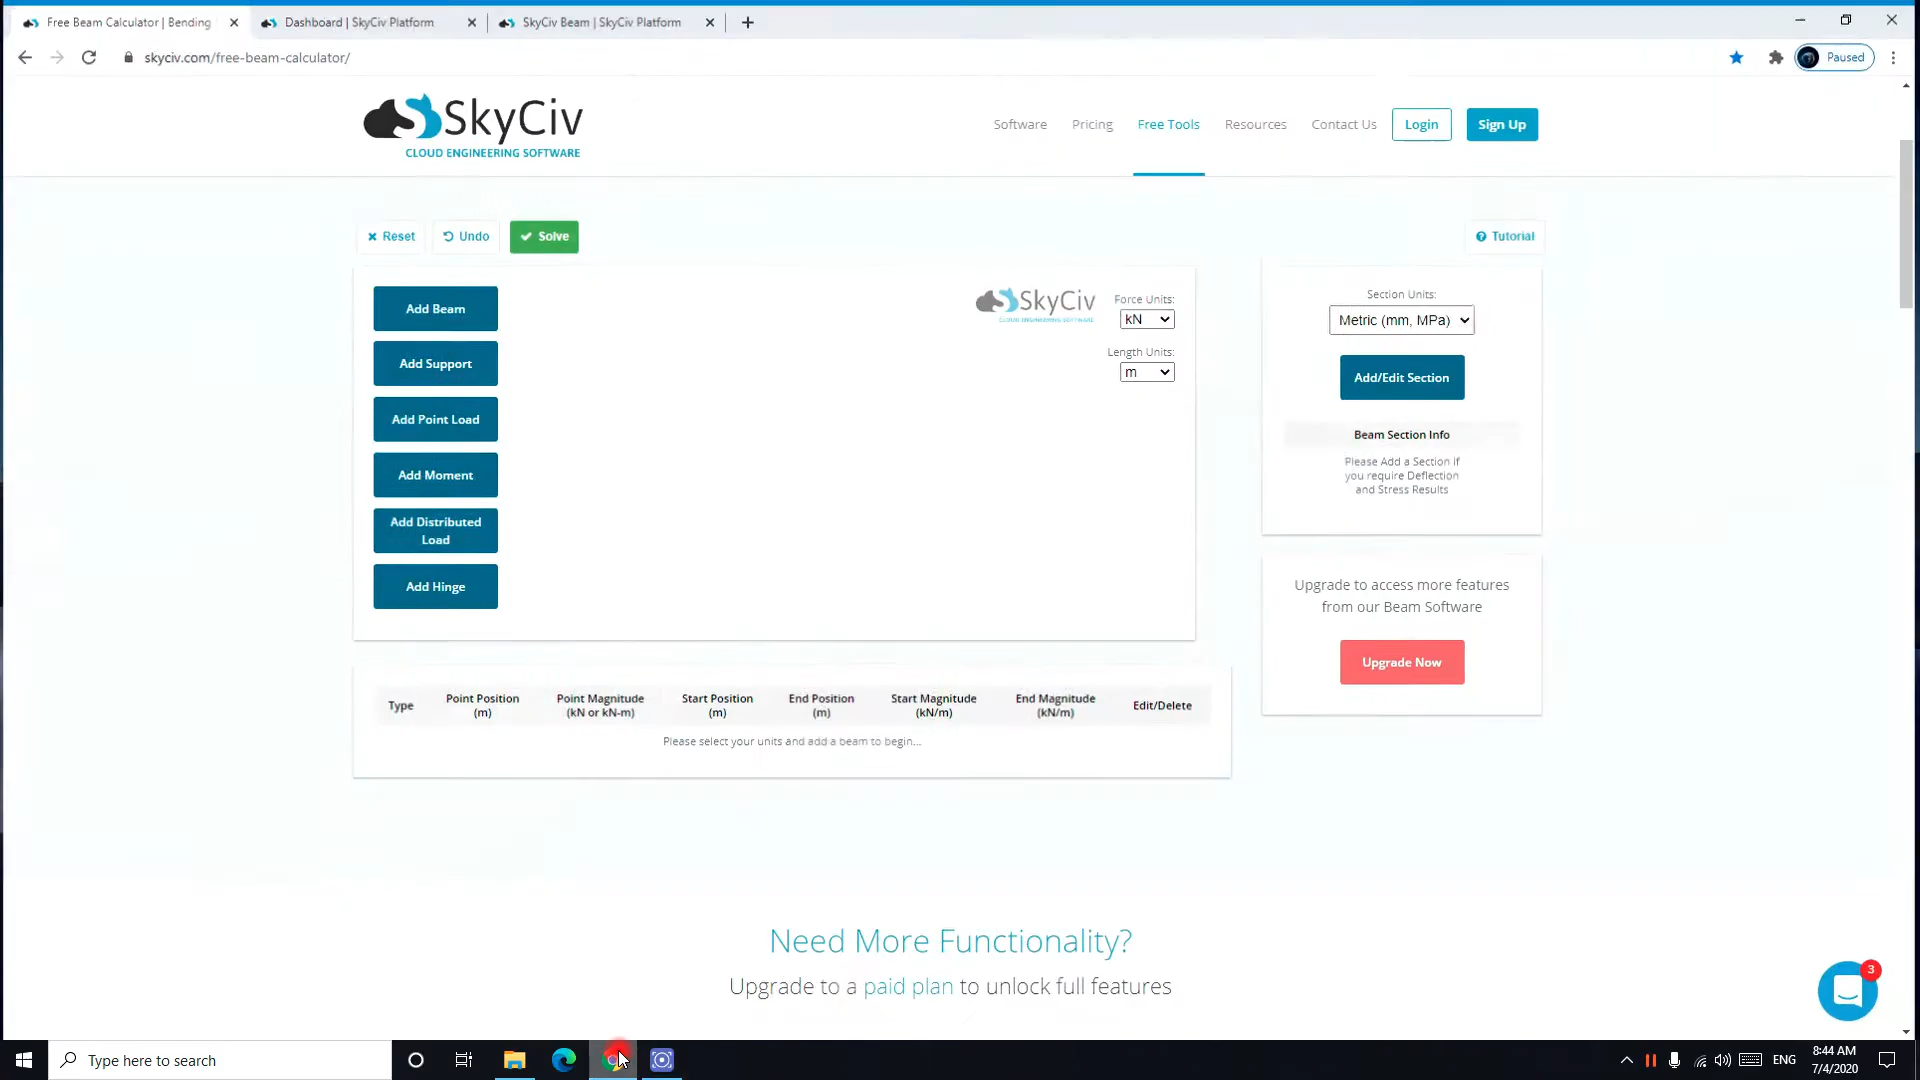 Free Beam Calculator | Bending
Dashboard | SkyCiv Platform
SkyCiv Beam | SkyCiv Platform
skyciv.com/free-beam-calculator/
Paused
SkyCiv
CLOUD ENGINEERING SOFTWARE
Software
Pricing
Free Tools
Resources
Contact Us
Login
Sign Up
Reset
Undo
Solve
Tutorial
Add Beam
Add Support
Add Point Load
Add Moment
Add Distributed
Load
Add Hinge
SkyCiv
CLOUD ENGINEERING SOFTWARE
Force Units:
kN
Length Units:
m
Section Units:
Metric (mm, MPa)
Add/Edit Section
Beam Section Info
Please Add a Section if
you require Deflection
and Stress Results
Upgrade to access more features
from our Beam Software
Upgrade Now
Type
Point Position
(m)
Point Magnitude
(kN or kN-m)
Start Position
(m)
End Position
(m)
Start Magnitude
(kN/m)
End Magnitude
(kN/m)
Edit/Delete
Please select your units and add a beam to begin...
Need More Functionality?
Upgrade to a paid plan to unlock full features
3
Type here to search
ENG
8:44 AM
7/4/2020